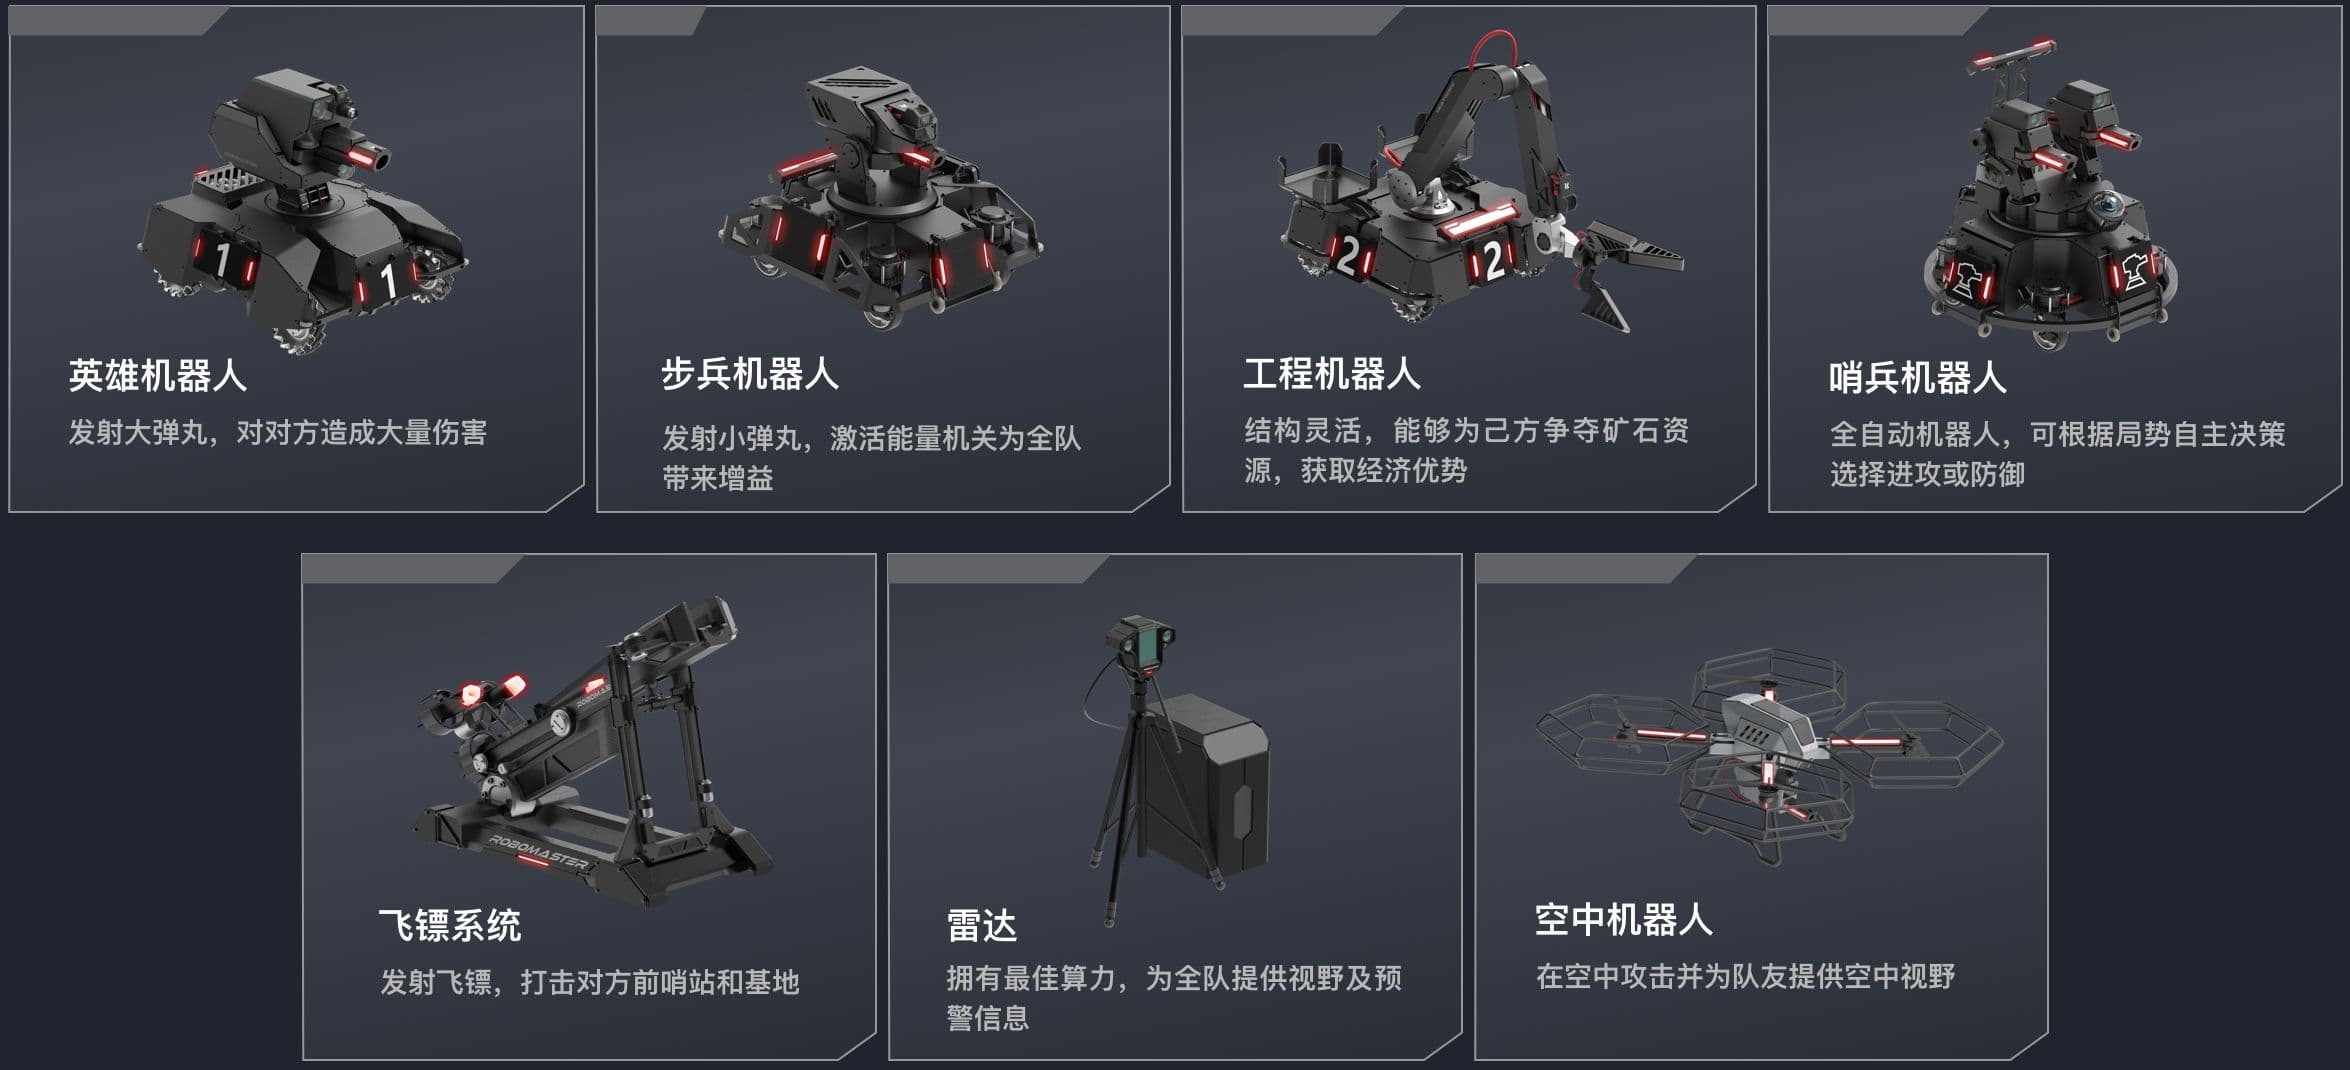 1
1
英雄机器人
发射大弹丸，对对方造成大量伤害
步兵机器人
发射小弹丸，激活能量机关为全队
带来增益
2
2
工程机器人
结构灵活，能够为己方争夺矿石资
源，获取经济优势
哨兵机器人
全自动机器人，可根据局势自主决策
选择进攻或防御
ROBOMAS
ROBOMASTER
飞镖系统
发射飞镖，打击对方前哨站和基地
雷达
拥有最佳算力，为全队提供视野及预
警信息
空中机器人
在空中攻击并为队友提供空中视野